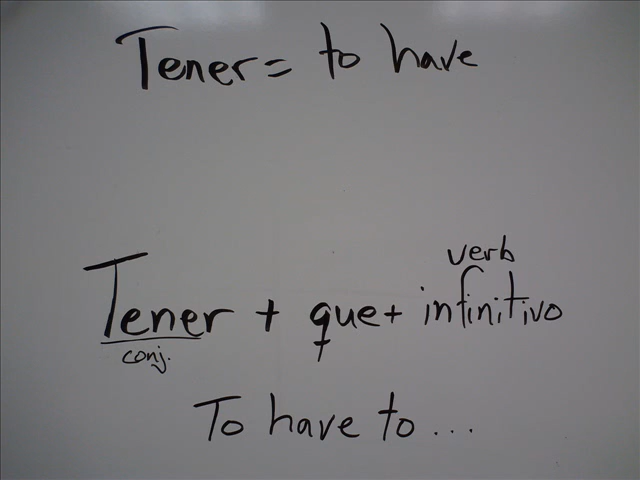 Tener = to have
verb
Tener + que + infinitivo
conj.
To have to ...